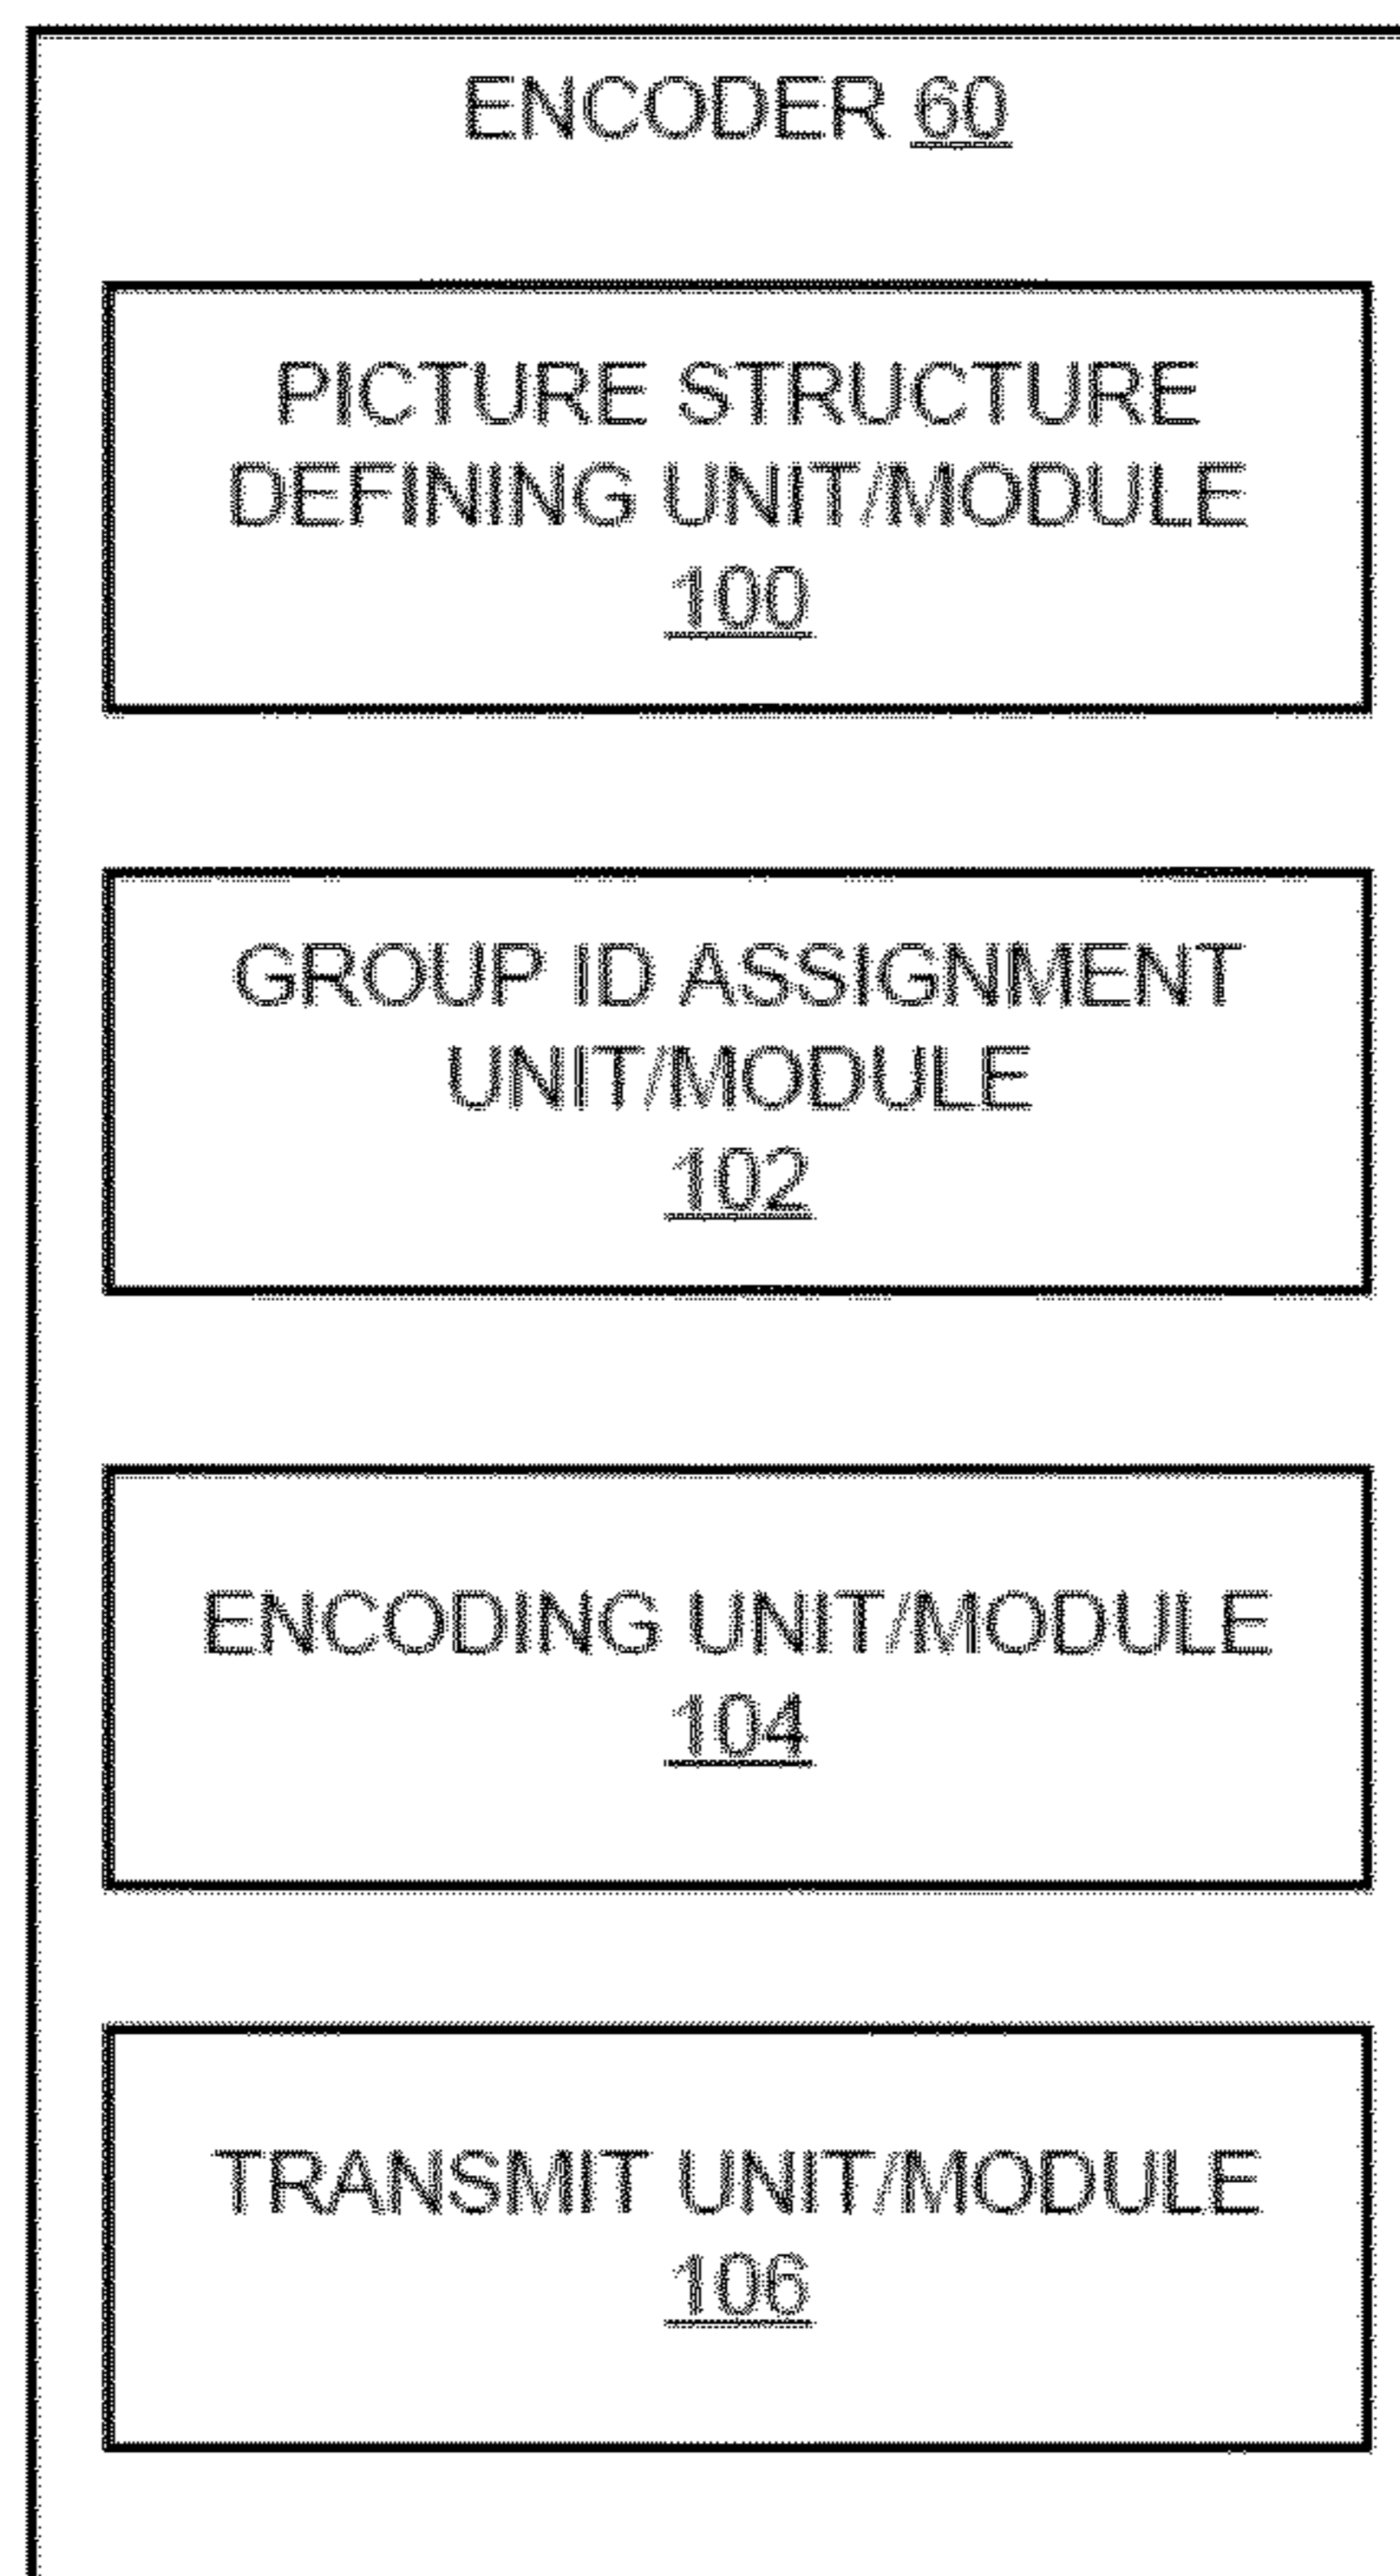 ENCODER 60
PICTURE STRUCTURE
DEFINING UNIT/MODULE
100
GROUP ID ASSIGNMENT
UNIT/MODULE
102
ENCODING UNIT/MODULE
104
TRANSMIT UNIT/MODULE
106